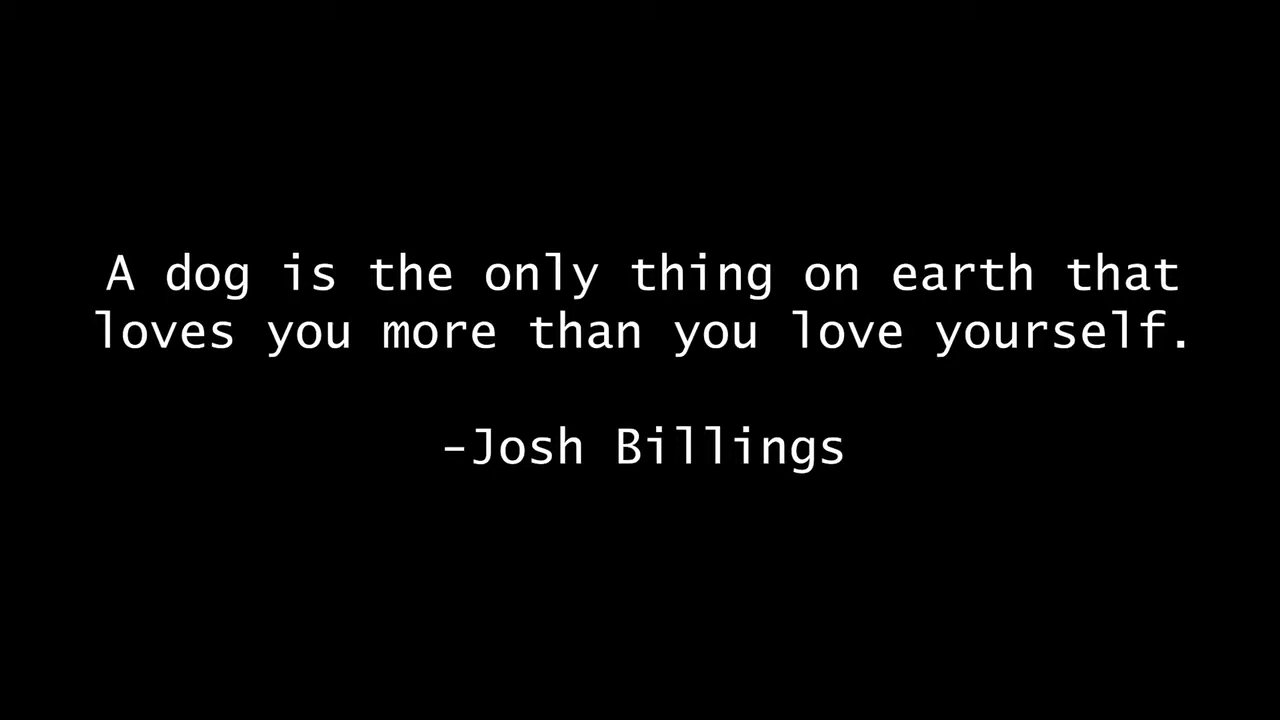 A dog is the only thing on earth that
loves you more than you love yourself.
-Josh Billings